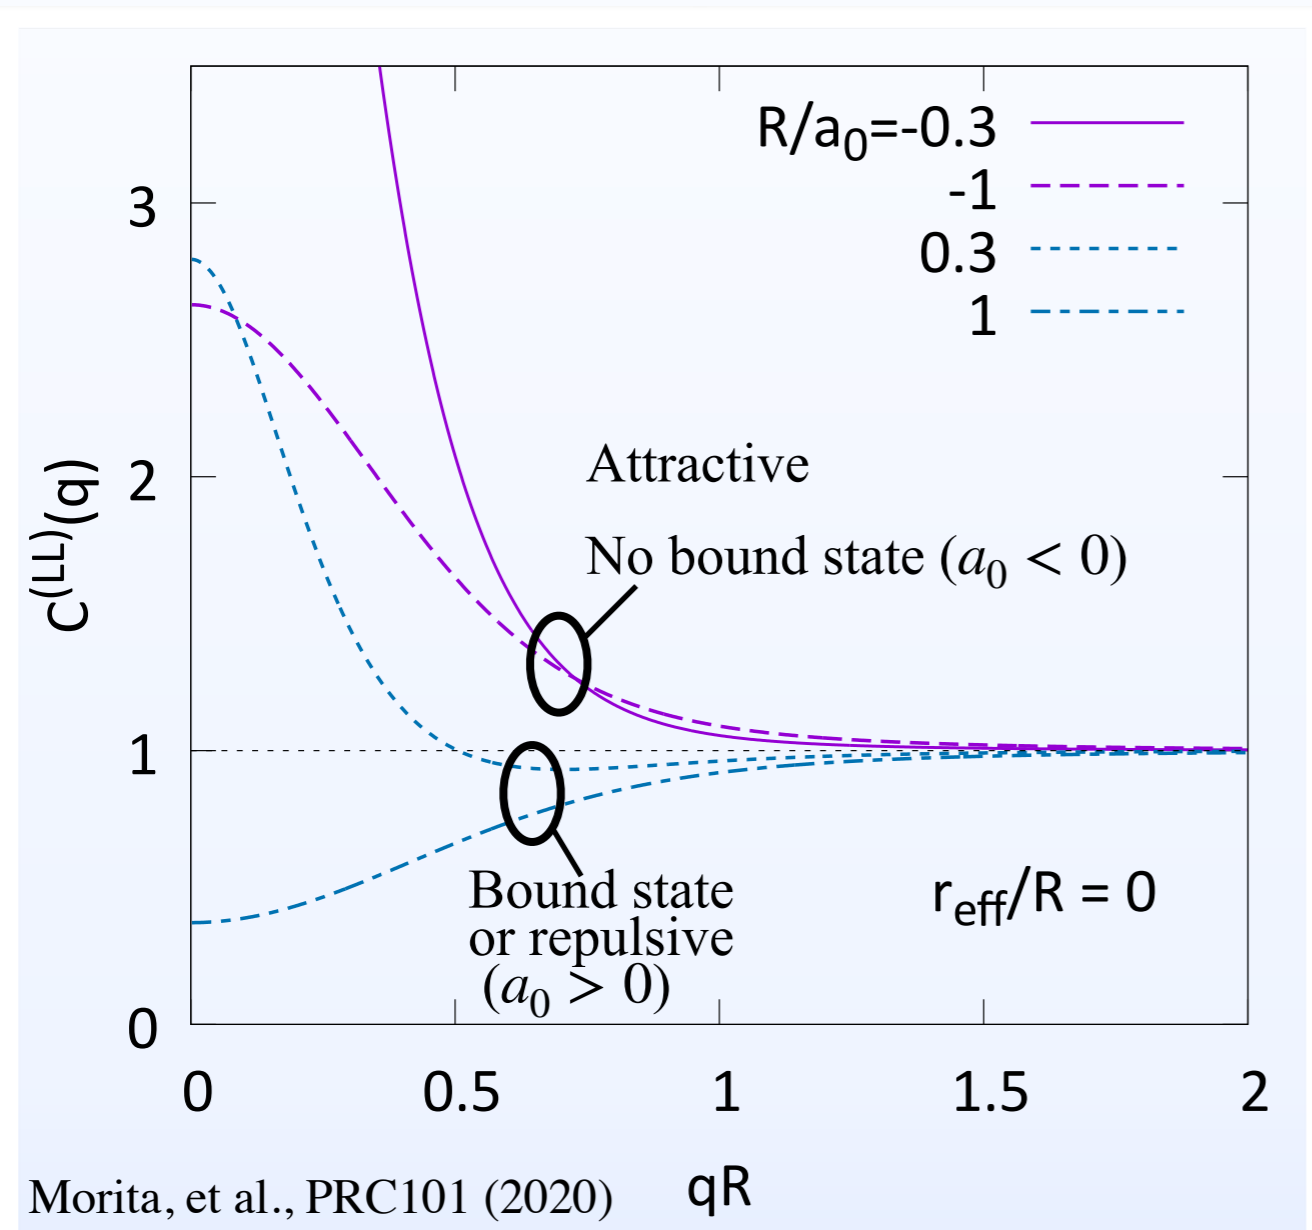 R/a₀=-0.3
-1
0.3
1
3
2
1
0
C^(LL)(q)
Attractive
No bound state (a₀ < 0)
Bound state
or repulsive
(a₀ > 0)
r_eff/R = 0
0 0.5 1 1.5 2
qR
Morita, et al., PRC101 (2020)